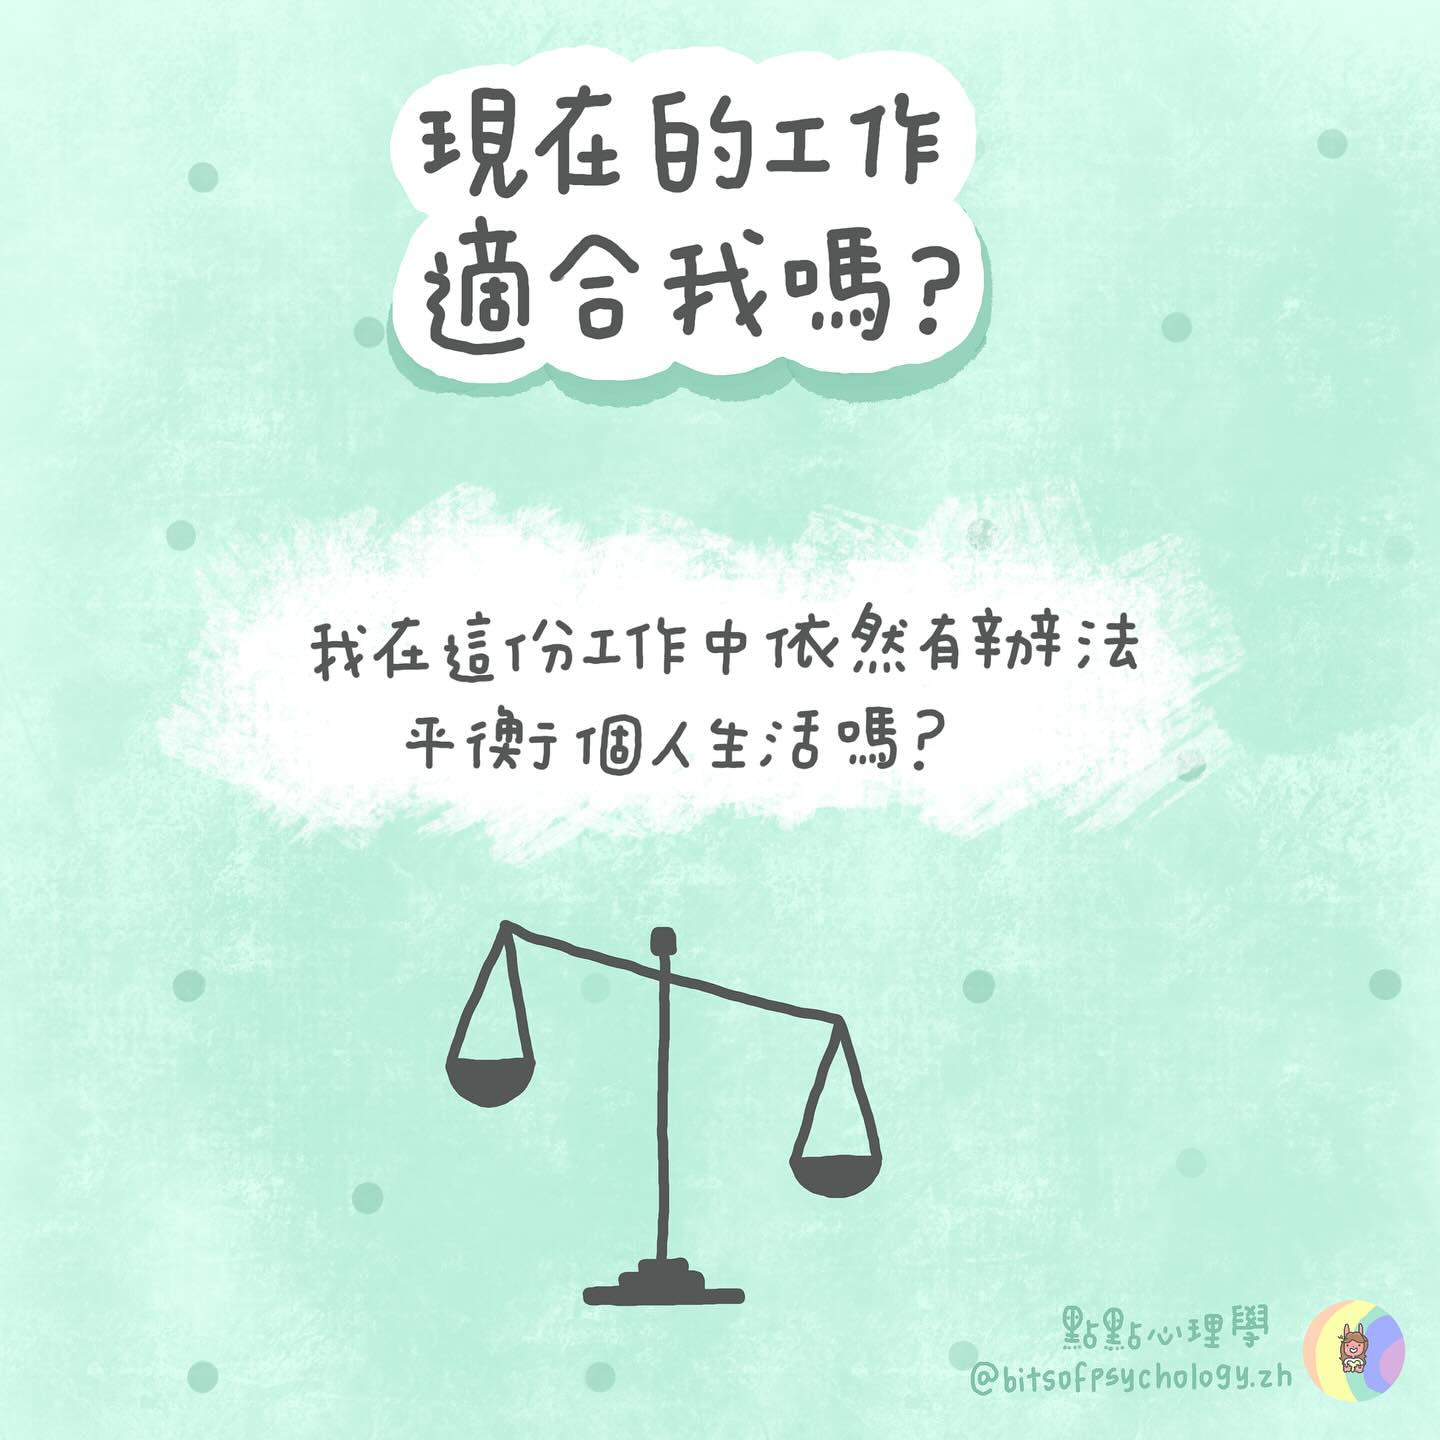 現在的工作
適合我嗎?
我在這份工作中依然有辦法
平衡個人生活嗎?
點點心理學
@bitsofpsychology.zh